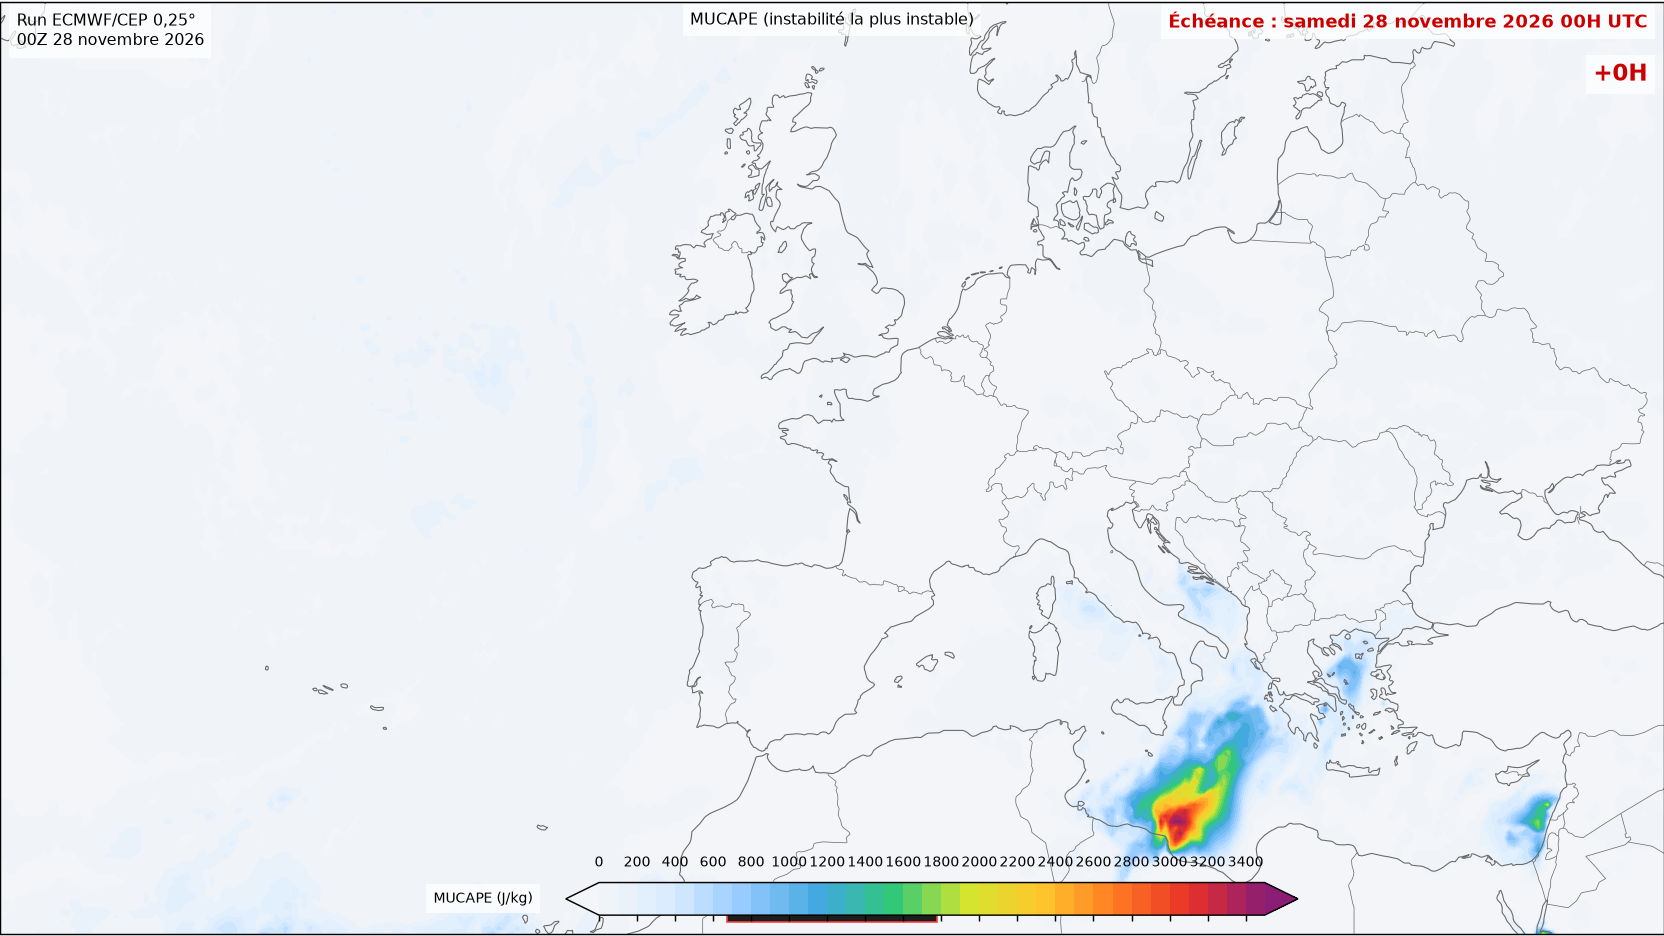 Run ECMWF/CEP 0,25°
00Z 28 novembre 2026
MUCAPE (instabilité la plus instable)
Échéance : samedi 28 novembre 2026 00H UTC
+0H
0 200 400 600 800 1000 1200 1400 1600 1800 2000 2200 2400 2600 2800 3000 3200 3400
MUCAPE (J/kg)